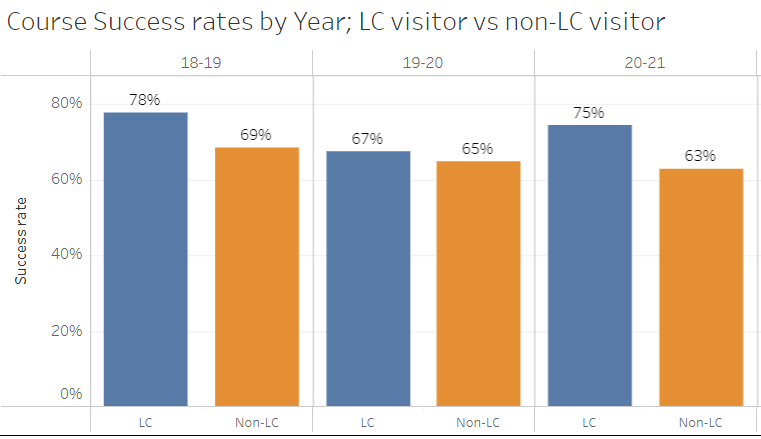 Course Success rates by Year; LC visitor vs non-LC visitor
18-19 19-20 20-21
80%
60%
40%
20%
0%
Success rate
78% 69% 67% 65% 75% 63%
LC Non-LC LC Non-LC LC Non-LC